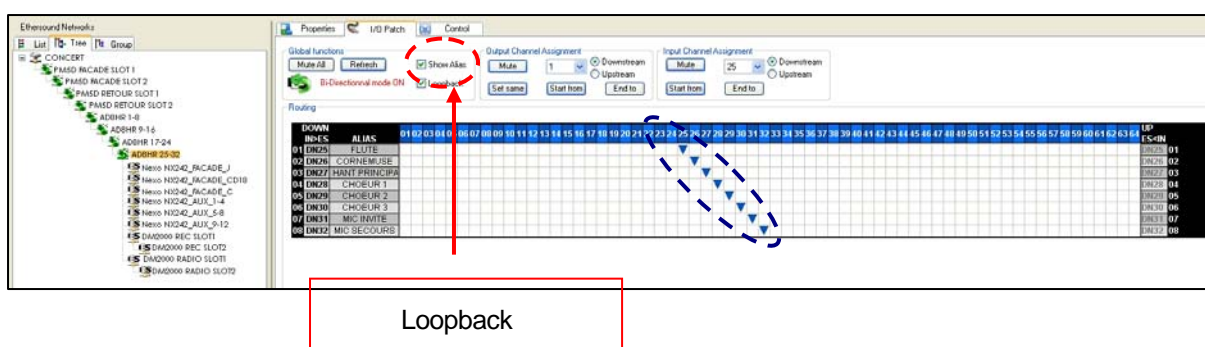 Ethersound Networks
List Tree Group
CONCERT
PM5D FACADE SLOT 1
PM5D FACADE SLOT 2
PM5D RETOUR SLOT1
PM5D RETOUR SLOT 2
AD8HR 1-8
AD8HR 9-16
AD8HR 17-24
AD8HR 25-32
Nexo NX242_FACADE_J
Nexo NX242_FACADE_CD18
Nexo NX242_FACADE_C
Nexo NX242_AUX_1-4
Nexo NX242_AUX_5-8
Nexo NX242_AUX_9-12
DM2000 REC SLOT1
DM2000 REC SLOT2
DM2000 RADIO SLOT1
DM2000 RADIO SLOT2
Properties I/O Patch Control
Global functions
Mute All Refresh Show Alias
Bi-Directionnal mode ON Loopback
Output Channel Assignment
Mute 1 Downstream
Upstream
Set same Start from End to
Input Channel Assignment
Mute 25 Downstream
Upstream
Start from End to
Routing
DOWN
IN>ES ALIAS 01 02 03 04 05 06 07 08 09 10 11 12 13 14 15 16 17 18 19 20 21 22 23 24 25 26 27 28 29 30 31 32 33 34 35 36 37 38 39 40 41 42 43 44 45 46 47 48 49 50 51 52 53 54 55 56 57 58 59 60 61 62 63 64 UP
ES<IN
01 DN25 FLUTE DN25 01
02 DN26 CORNEMUSE DN26 02
03 DN27 HANT PRINCIPA DN27 03
04 DN28 CHOEUR 1 DN28 04
05 DN29 CHOEUR 2 DN29 05
06 DN30 CHOEUR 3 DN30 06
07 DN31 MIC INVITE DN31 07
08 DN32 MIC SECOURS DN32 08
Loopback